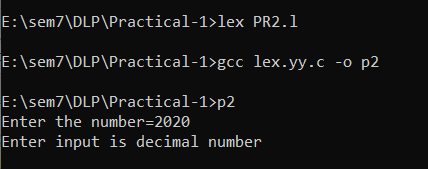 E:\sem7\DLP\Practical-1>lex PR2.l
E:\sem7\DLP\Practical-1>gcc lex.yy.c -o p2
E:\sem7\DLP\Practical-1>p2
Enter the number=2020
Enter input is decimal number